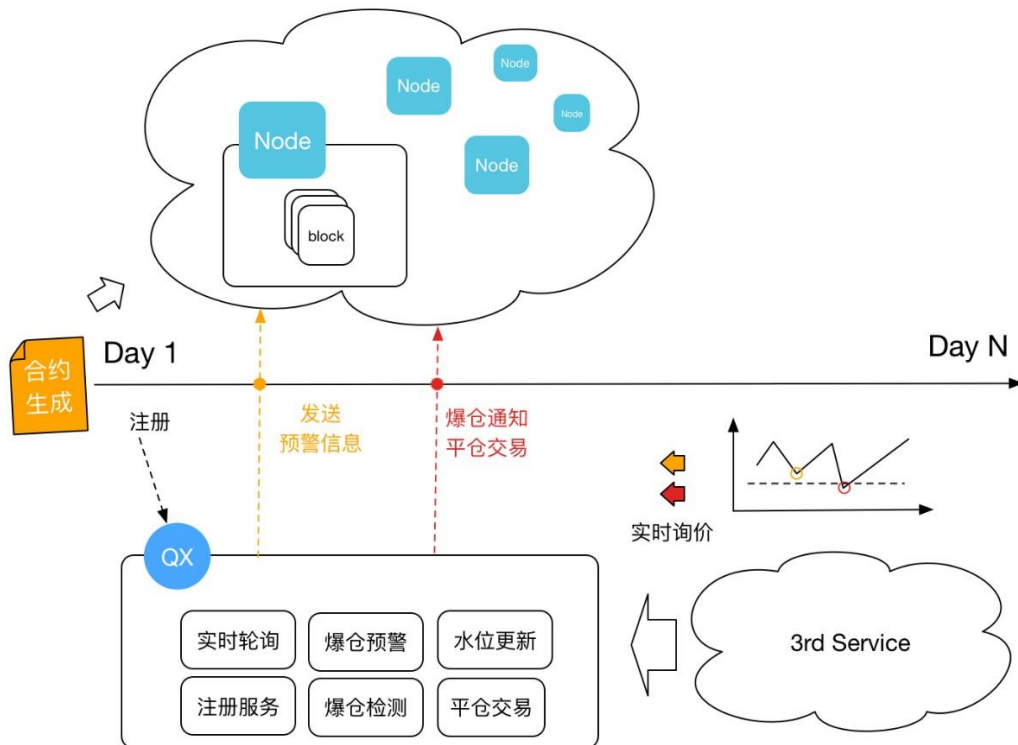 Node
Node
Node
Node
Node
block
Day 1
Day N
合约
生成
注册
发送
预警信息
爆仓通知
平仓交易
实时询价
QX
实时轮询
爆仓预警
水位更新
注册服务
爆仓检测
平仓交易
3rd Service